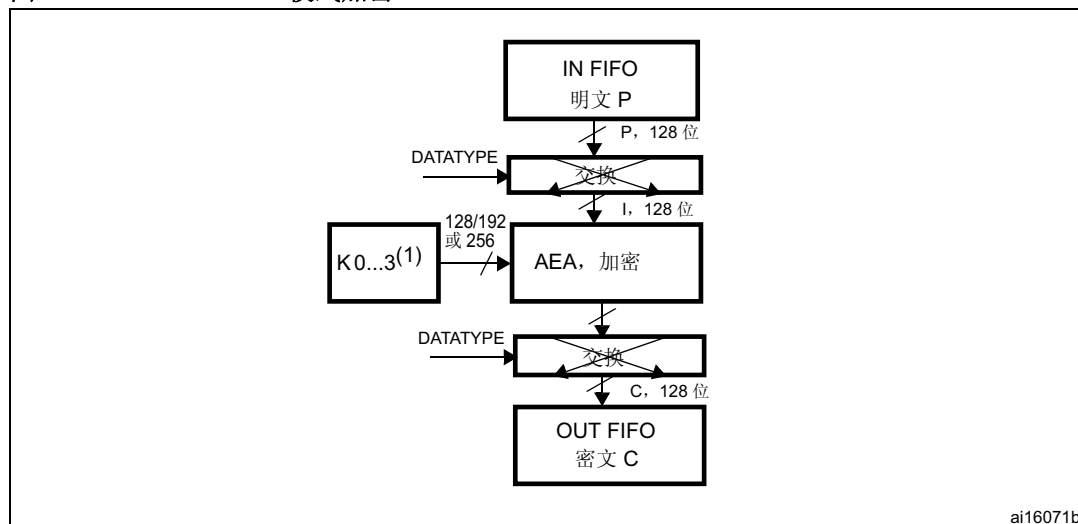 IN FIFO
明文 P
P，128 位
DATATYPE
交换
I，128 位
128/192
或 256
K 0...3(1)
AEA，加密
DATATYPE
交换
C，128 位
OUT FIFO
密文 C
ai16071b